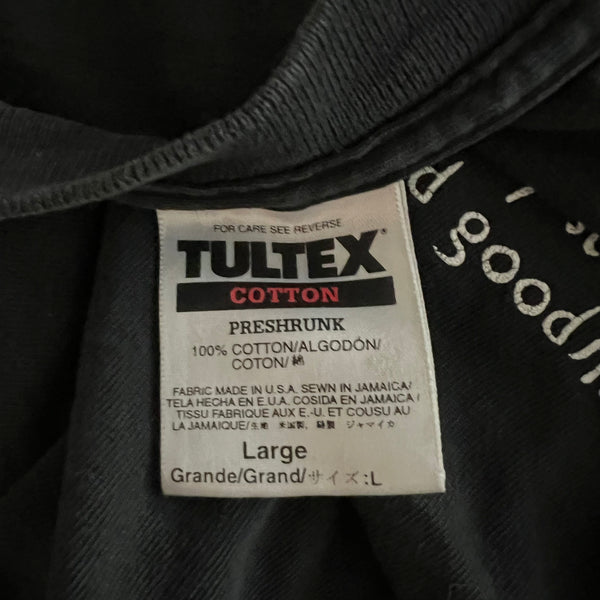 FOR CARE SEE REVERSE
TULTEX®
COTTON
PRESHRUNK
100% COTTON/ALGODÓN/
COTON/綿
FABRIC MADE IN U.S.A. SEWN IN JAMAICA/
TELA HECHA EN E.U.A. COSIDA EN JAMAICA/
TISSU FABRIQUE AUX E.-U. ET COUSU AU
LA JAMAIQUE/生地 米国製、縫製 ジャマイカ
Large
Grande/Grand/サイズ:L